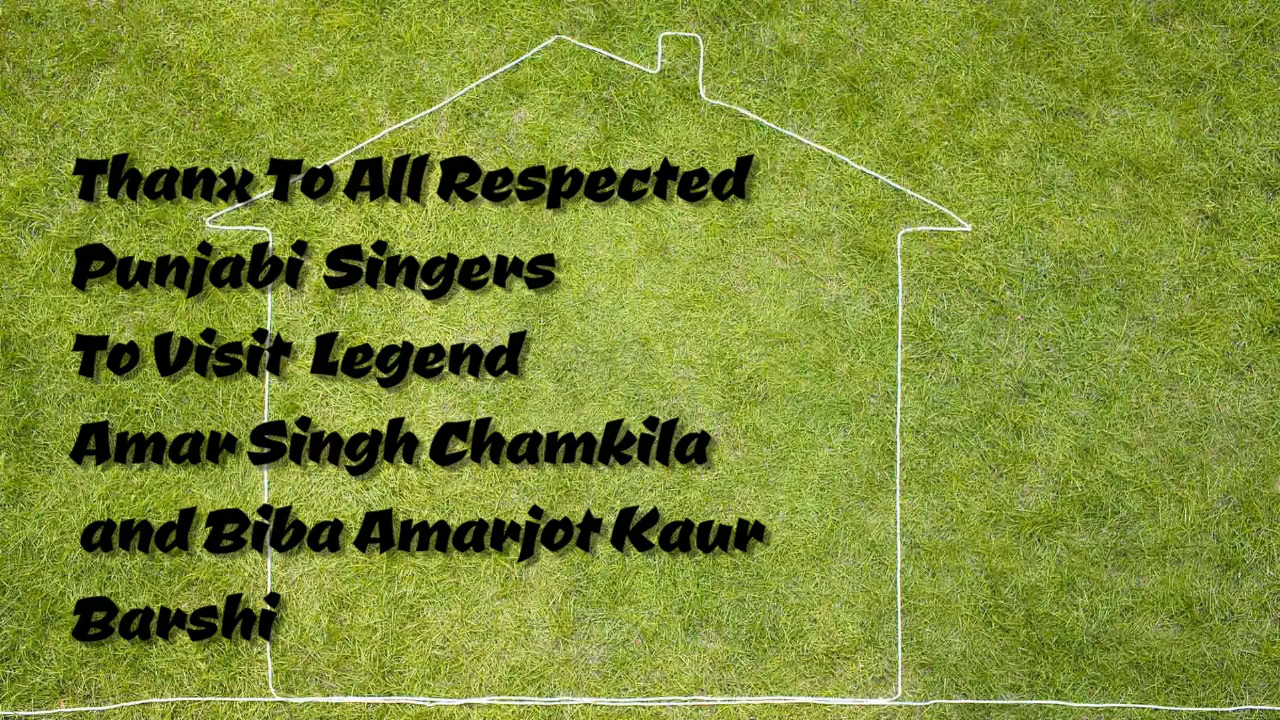 Thanx To All Respected
Punjabi Singers
To Visit Legend
Amar Singh Chamkila
and Biba Amarjot Kaur
Barshi